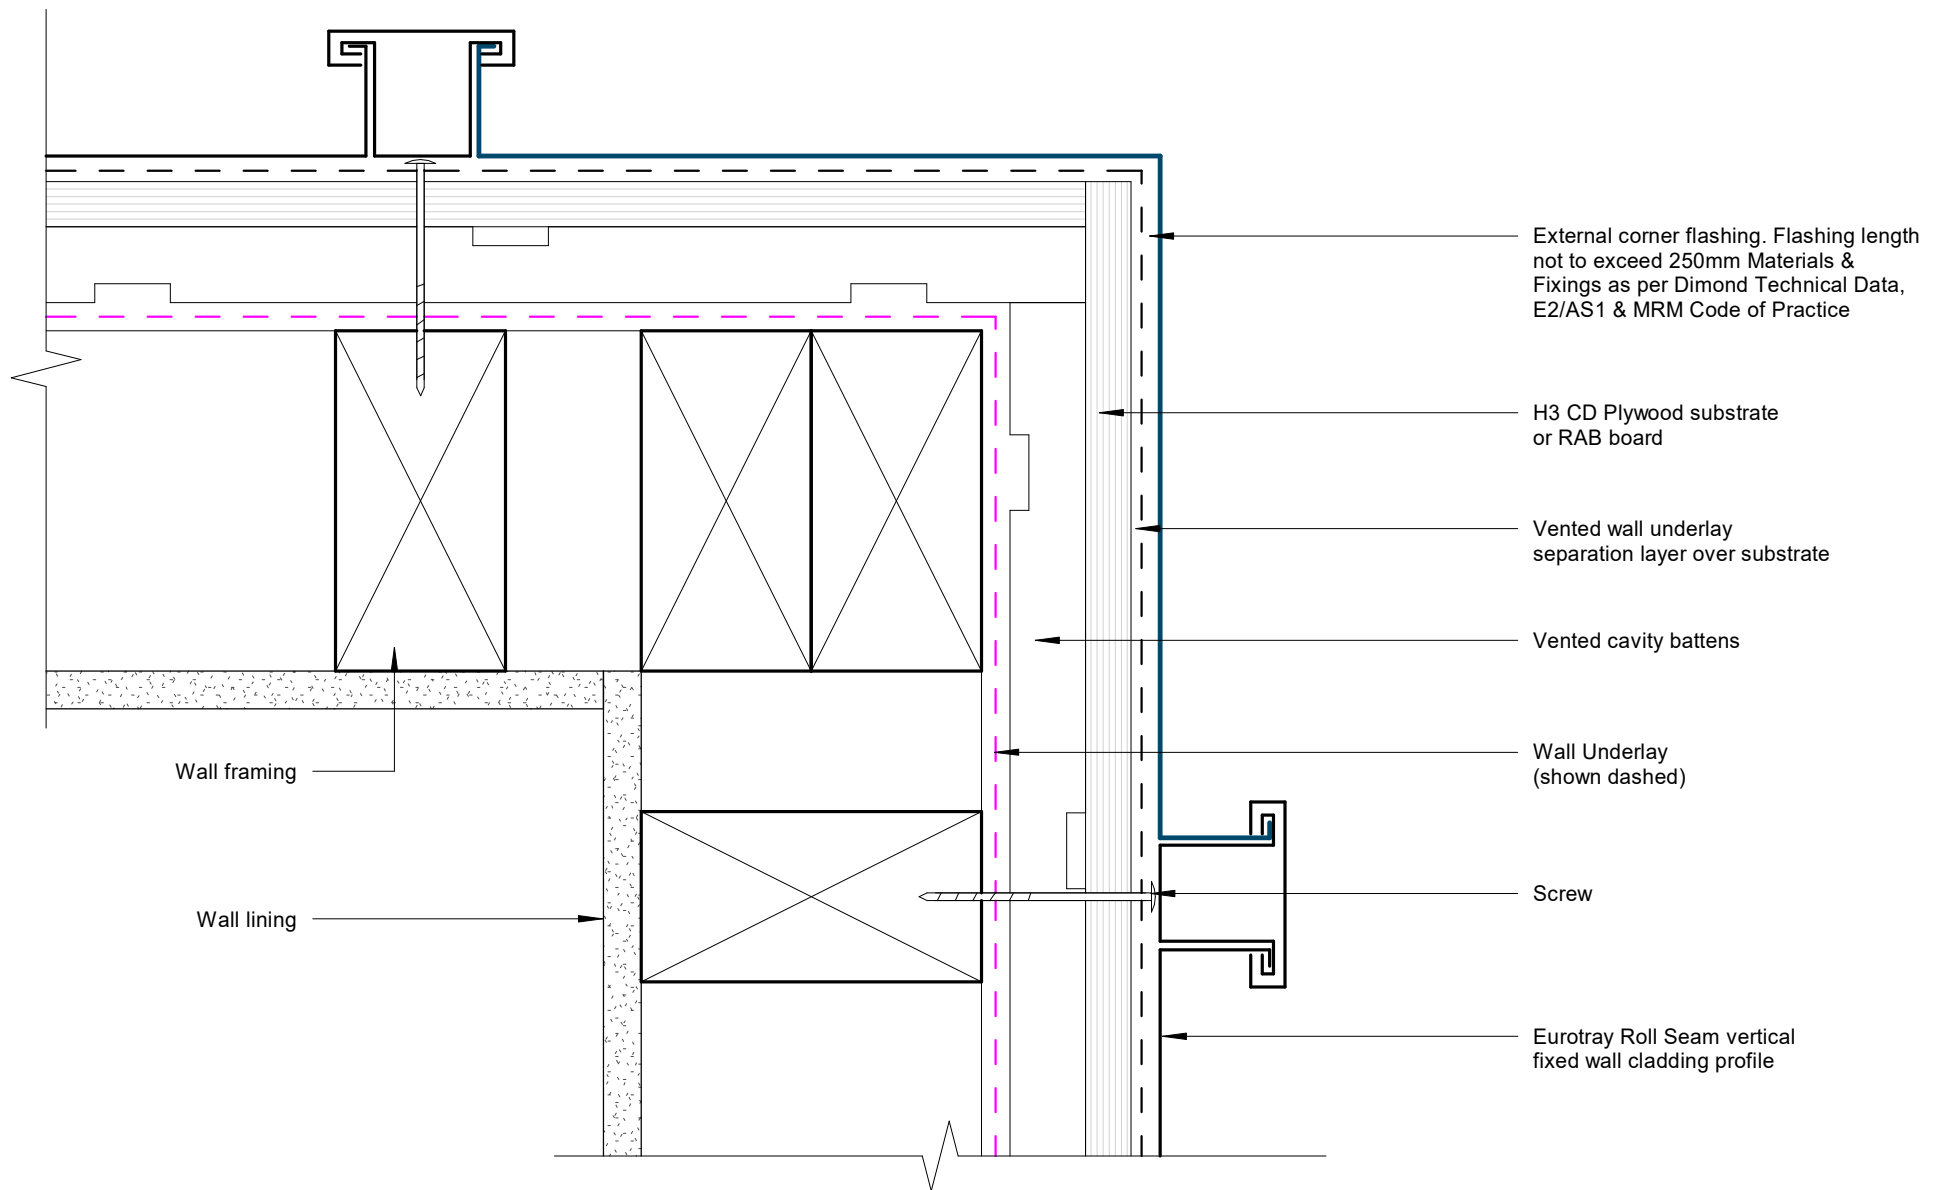 External corner flashing. Flashing length
not to exceed 250mm Materials &
Fixings as per Dimond Technical Data,
E2/AS1 & MRM Code of Practice
H3 CD Plywood substrate
or RAB board
Vented wall underlay
separation layer over substrate
Vented cavity battens
Wall Underlay
(shown dashed)
Wall framing
Screw
Wall lining
Eurotray Roll Seam vertical
fixed wall cladding profile